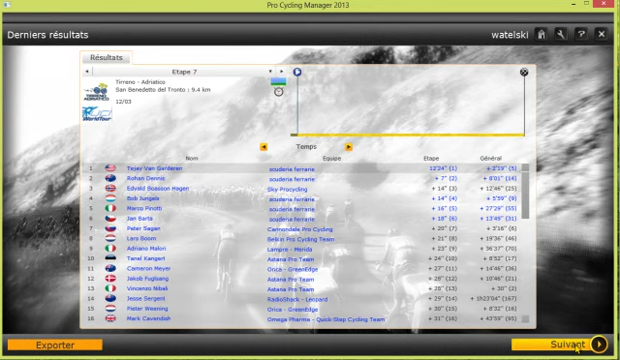 Pro Cycling Manager 2013
Derniers résultats
watelski
Résultats
Etape 7
Tirreno - Adriatico
San Benedetto del Tronto : 9.4 km
12/03
TIRRENO ADRIATICO
UCI WorldTour
Temps
Nom Equipe Etape Général
1 Tejay Van Garderen scuderia ferrarie 12'24" (1) + 2'19" (5)
2 Rohan Dennis scuderia ferrarie + 7" (2) + 8'01" (14)
3 Edvald Boasson Hagen Sky Procycling + 14" (3) + 12'46" (25)
4 Bob Jungels scuderia ferrarie + 14" (4) + 3'59" (9)
5 Marco Pinotti scuderia ferrarie + 16" (5) + 27'29" (55)
6 Jan Barta scuderia ferrarie + 18" (6) + 13'49" (31)
7 Peter Sagan Cannondale Pro Cycling + 20" (7) + 3'16" (6)
8 Lars Boom Belkin Pro Cycling Team + 21" (8) + 19'36" (46)
9 Adriano Malori Lampre - Merida + 23" (9) + 36'37" (70)
10 Tanel Kangert Astana Pro Team + 24" (10) + 8'52" (17)
11 Cameron Meyer Orica - GreenEdge + 27" (11) + 14'46" (36)
12 Jakob Fuglsang Astana Pro Team + 28" (12) + 10'46" (21)
13 Vincenzo Nibali Astana Pro Team + 28" (13) + 30" (2)
14 Jesse Sergent RadioShack - Leopard + 29" (14) + 1h23'04" (167)
15 Pieter Weening Orica - GreenEdge + 30" (15) + 8'32" (16)
16 Mark Cavendish Omega Pharma - Quick-Step Cycling Team + 31" (16) + 43'59" (95)
Exporter
Suivant